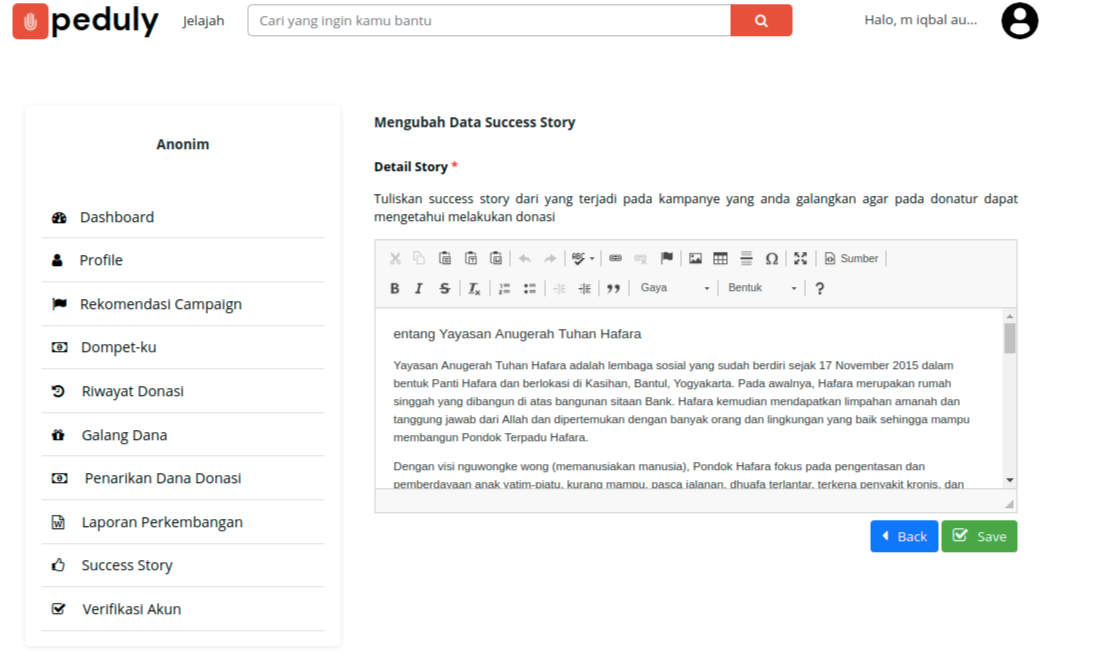 peduly Jelajah Cari yang ingin kamu bantu Halo, m iqbal au...
Anonim
Dashboard
Profile
Rekomendasi Campaign
Dompet-ku
Riwayat Donasi
Galang Dana
Penarikan Dana Donasi
Laporan Perkembangan
Success Story
Verifikasi Akun
Mengubah Data Success Story
Detail Story *
Tuliskan success story dari yang terjadi pada kampanye yang anda galangkan agar pada donatur dapat
mengetahui melakukan donasi
ABC Ω Sumber
B I S Tx Gaya Bentuk ?
entang Yayasan Anugerah Tuhan Hafara
Yayasan Anugerah Tuhan Hafara adalah lembaga sosial yang sudah berdiri sejak 17 November 2015 dalam
bentuk Panti Hafara dan berlokasi di Kasihan, Bantul, Yogyakarta. Pada awalnya, Hafara merupakan rumah
singgah yang dibangun di atas bangunan sitaan Bank. Hafara kemudian mendapatkan limpahan amanah dan
tanggung jawab dari Allah dan dipertemukan dengan banyak orang dan lingkungan yang baik sehingga mampu
membangun Pondok Terpadu Hafara.
Dengan visi nguwongke wong (memanusiakan manusia), Pondok Hafara fokus pada pengentasan dan
pemberdayaan anak yatim-piatu, kurang mampu, pasca jalanan, dhuafa terlantar, terkena penyakit kronis, dan
Back Save